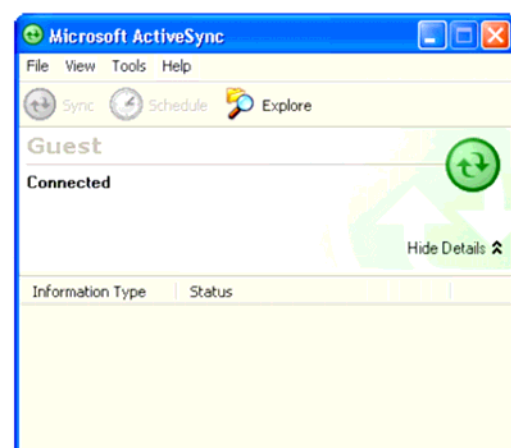 Microsoft ActiveSync
File View Tools Help
Sync Schedule Explore
Guest
Connected
Hide Details
Information Type Status